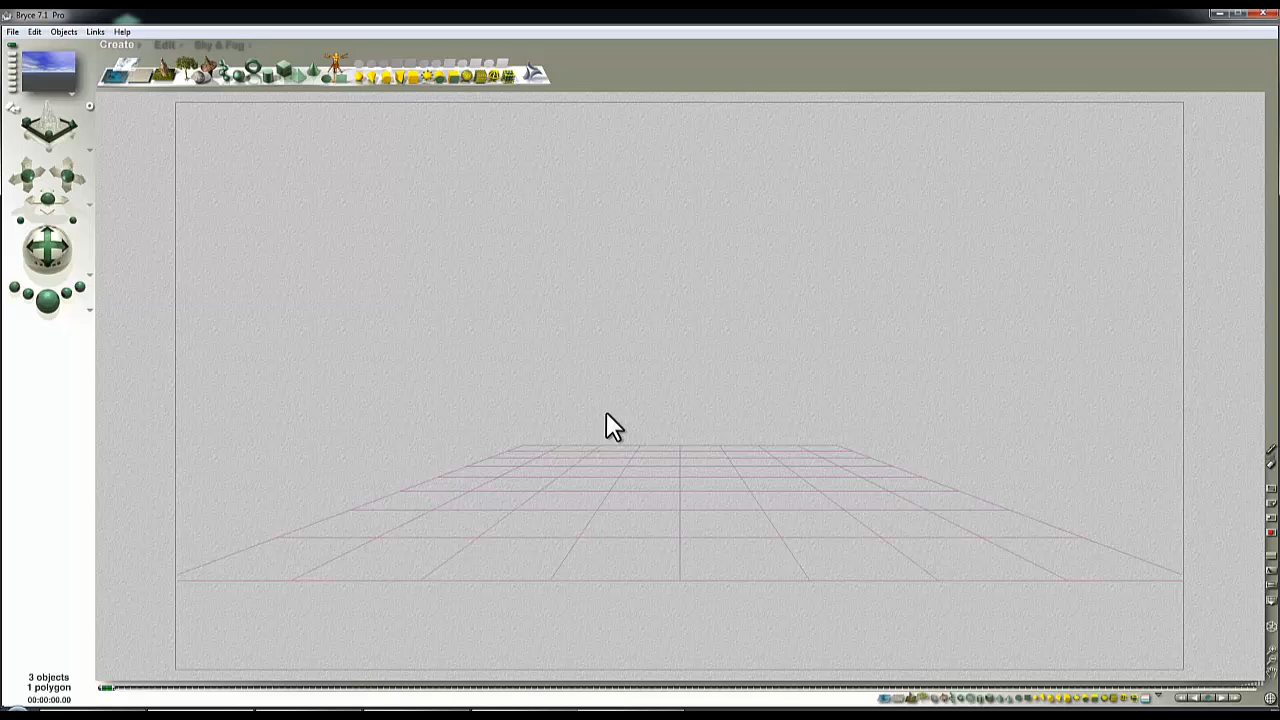 Bryce 7.1 Pro
File Edit Objects Links Help
Create Edit Sky & Fog
3 objects
1 polygon
00:00:00.00